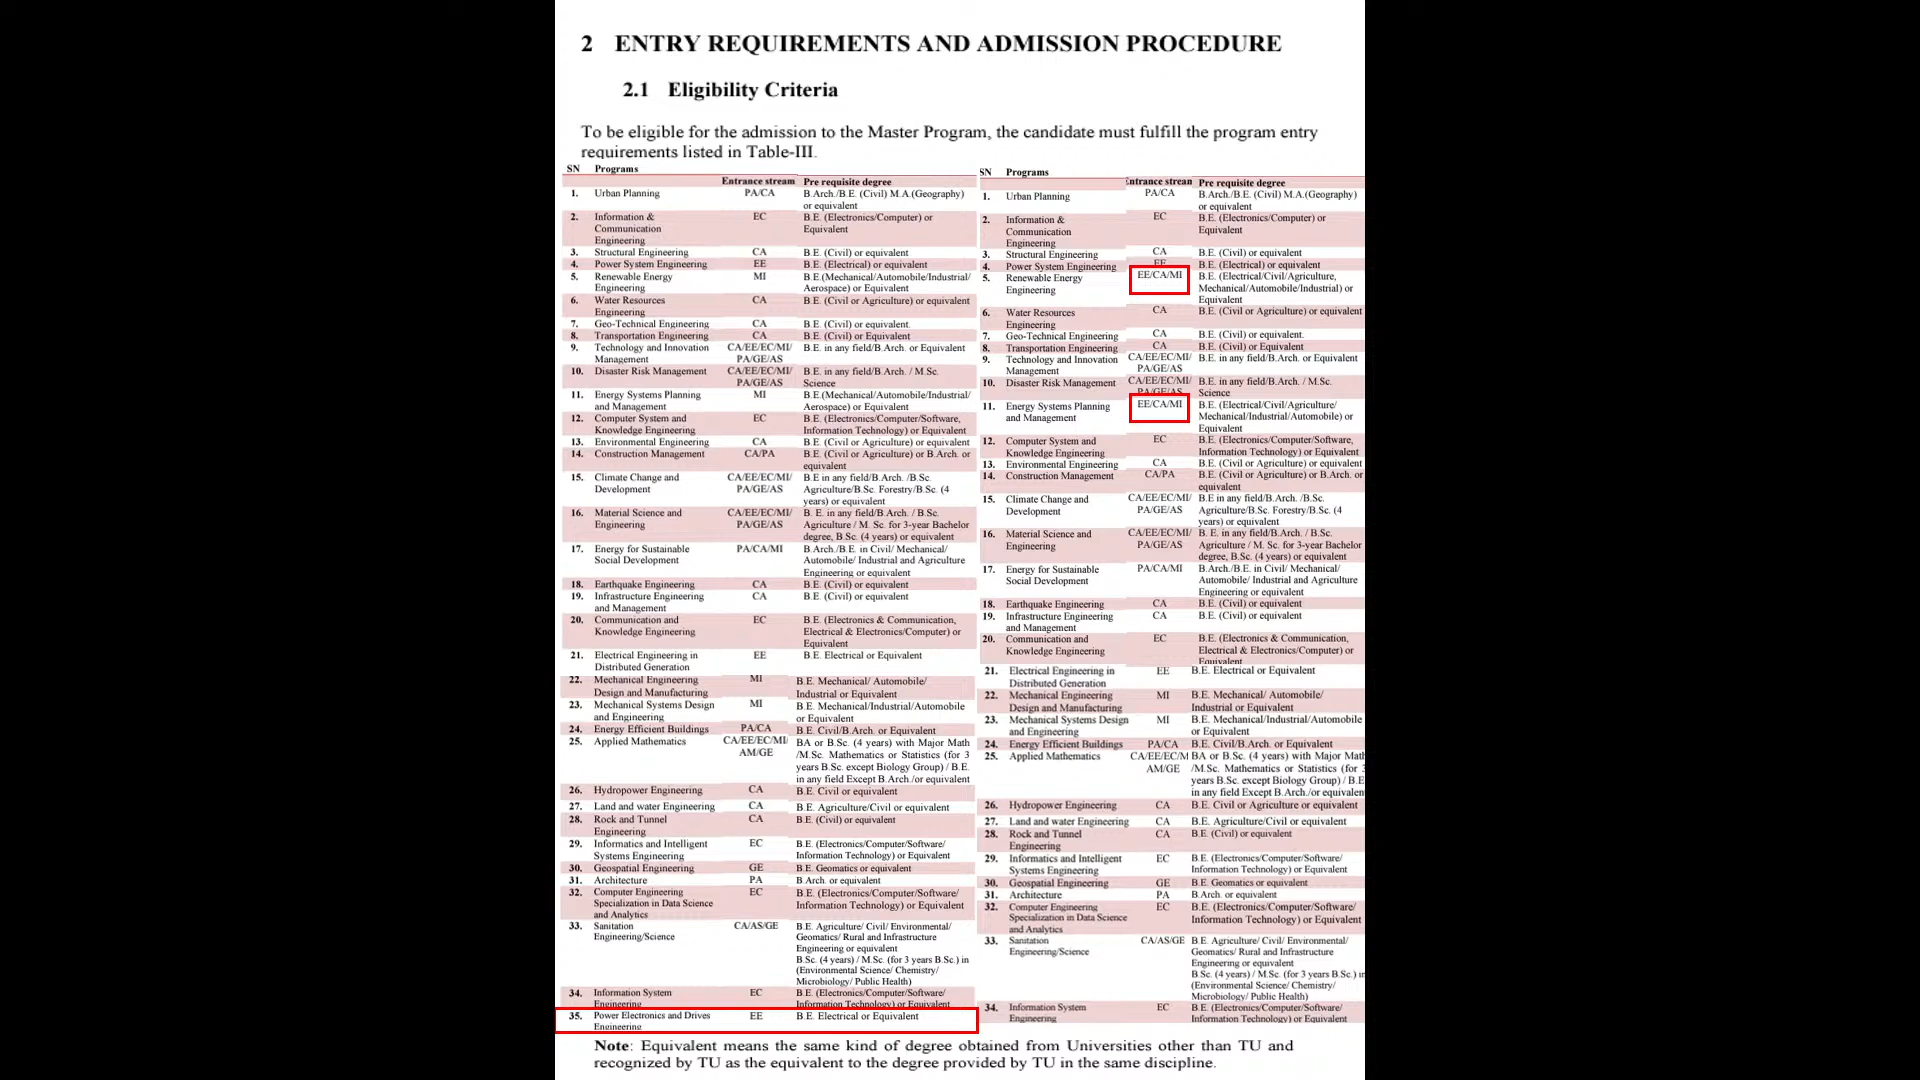 2 ENTRY REQUIREMENTS AND ADMISSION PROCEDURE
2.1 Eligibility Criteria
To be eligible for the admission to the Master Program, the candidate must fulfill the program entry
requirements listed in Table-III.
SN Programs
Entrance stream Pre requisite degree
1. Urban Planning PA/CA B.Arch./B.E. (Civil) M.A.(Geography)
or equivalent
2. Information & EC B.E. (Electronics/Computer) or
Communication Equivalent
Engineering
3. Structural Engineering CA B.E. (Civil) or equivalent
4. Power System Engineering EE B.E. (Electrical) or equivalent
5. Renewable Energy MI B.E.(Mechanical/Automobile/Industrial/
Engineering Aerospace) or Equivalent
6. Water Resources CA B.E. (Civil or Agriculture) or equivalent
Engineering
7. Geo-Technical Engineering CA B.E. (Civil) or equivalent.
8. Transportation Engineering CA B.E. (Civil) or Equivalent
9. Technology and Innovation CA/EE/EC/MI/ B.E. in any field/B.Arch. or Equivalent
Management PA/GE/AS
10. Disaster Risk Management CA/EE/EC/MI/ B.E. in any field/B.Arch. / M.Sc.
PA/GE/AS Science
11. Energy Systems Planning MI B.E.(Mechanical/Automobile/Industrial/
and Management Aerospace) or Equivalent
12. Computer System and EC B.E. (Electronics/Computer/Software,
Knowledge Engineering Information Technology) or Equivalent
13. Environmental Engineering CA B.E. (Civil or Agriculture) or equivalent
14. Construction Management CA/PA B.E. (Civil or Agriculture) or B.Arch. or
equivalent
15. Climate Change and CA/EE/EC/MI/ B.E in any field/B.Arch. /B.Sc.
Development PA/GE/AS Agriculture/B.Sc. Forestry/B.Sc. (4
years) or equivalent
16. Material Science and CA/EE/EC/MI/ B. E. in any field/B.Arch. / B.Sc.
Engineering PA/GE/AS Agriculture / M. Sc. for 3-year Bachelor
degree, B.Sc. (4 years) or equivalent
17. Energy for Sustainable PA/CA/MI B.Arch./B.E. in Civil/ Mechanical/
Social Development Automobile/ Industrial and Agriculture
Engineering or equivalent
18. Earthquake Engineering CA B.E. (Civil) or equivalent
19. Infrastructure Engineering CA B.E. (Civil) or equivalent
and Management
20. Communication and EC B.E. (Electronics & Communication,
Knowledge Engineering Electrical & Electronics/Computer) or
Equivalent
21. Electrical Engineering in EE B.E. Electrical or Equivalent
Distributed Generation
22. Mechanical Engineering MI B.E. Mechanical/ Automobile/
Design and Manufacturing Industrial or Equivalent
23. Mechanical Systems Design MI B.E. Mechanical/Industrial/Automobile
and Engineering or Equivalent
24. Energy Efficient Buildings PA/CA B.E. Civil/B.Arch. or Equivalent
25. Applied Mathematics CA/EE/EC/MI/ BA or B.Sc. (4 years) with Major Math
AM/GE /M.Sc. Mathematics or Statistics (for 3
years B.Sc. except Biology Group) / B.E.
in any field Except B.Arch./or equivalent
26. Hydropower Engineering CA B.E. Civil or equivalent
27. Land and water Engineering CA B.E. Agriculture/Civil or equivalent
28. Rock and Tunnel CA B.E. (Civil) or equivalent
Engineering
29. Informatics and Intelligent EC B.E. (Electronics/Computer/Software/
Systems Engineering Information Technology) or Equivalent
30. Geospatial Engineering GE B.E. Geomatics or equivalent
31. Architecture PA B.Arch. or equivalent
32. Computer Engineering EC B.E. (Electronics/Computer/Software/
Specialization in Data Science Information Technology) or Equivalent
and Analytics
33. Sanitation CA/AS/GE B.E. Agriculture/ Civil/ Environmental/
Engineering/Science Geomatics/ Rural and Infrastructure
Engineering or equivalent
B.Sc. (4 years) / M.Sc. (for 3 years B.Sc.) in
(Environmental Science/ Chemistry/
Microbiology/ Public Health)
34. Information System EC B.E. (Electronics/Computer/Software/
Engineering Information Technology) or Equivalent
35. Power Electronics and Drives EE B.E. Electrical or Equivalent
Engineering
SN Programs
Entrance stream Pre requisite degree
1. Urban Planning PA/CA B.Arch./B.E. (Civil) M.A.(Geography)
or equivalent
2. Information & EC B.E. (Electronics/Computer) or
Communication Equivalent
Engineering
3. Structural Engineering CA B.E. (Civil) or equivalent
4. Power System Engineering EE B.E. (Electrical) or equivalent
5. Renewable Energy EE/CA/MI B.E. (Electrical/Civil/Agriculture,
Engineering Mechanical/Automobile/Industrial) or
Equivalent
6. Water Resources CA B.E. (Civil or Agriculture) or equivalent
Engineering
7. Geo-Technical Engineering CA B.E. (Civil) or equivalent.
8. Transportation Engineering CA B.E. (Civil) or Equivalent
9. Technology and Innovation CA/EE/EC/MI/ B.E. in any field/B.Arch. or Equivalent
Management PA/GE/AS
10. Disaster Risk Management CA/EE/EC/MI/ B.E. in any field/B.Arch. / M.Sc.
PA/GE/AS Science
11. Energy Systems Planning EE/CA/MI B.E. (Electrical/Civil/Agriculture/
and Management Mechanical/Industrial/Automobile) or
Equivalent
12. Computer System and EC B.E. (Electronics/Computer/Software,
Knowledge Engineering Information Technology) or Equivalent
13. Environmental Engineering CA B.E. (Civil or Agriculture) or equivalent
14. Construction Management CA/PA B.E. (Civil or Agriculture) or B.Arch. or
equivalent
15. Climate Change and CA/EE/EC/MI/ B.E in any field/B.Arch. /B.Sc.
Development PA/GE/AS Agriculture/B.Sc. Forestry/B.Sc. (4
years) or equivalent
16. Material Science and CA/EE/EC/MI/ B. E. in any field/B.Arch. / B.Sc.
Engineering PA/GE/AS Agriculture / M. Sc. for 3-year Bachelor
degree, B.Sc. (4 years) or equivalent
17. Energy for Sustainable PA/CA/MI B.Arch./B.E. in Civil/ Mechanical/
Social Development Automobile/ Industrial and Agriculture
Engineering or equivalent
18. Earthquake Engineering CA B.E. (Civil) or equivalent
19. Infrastructure Engineering CA B.E. (Civil) or equivalent
and Management
20. Communication and EC B.E. (Electronics & Communication,
Knowledge Engineering Electrical & Electronics/Computer) or
Equivalent
21. Electrical Engineering in EE B.E. Electrical or Equivalent
Distributed Generation
22. Mechanical Engineering MI B.E. Mechanical/ Automobile/
Design and Manufacturing Industrial or Equivalent
23. Mechanical Systems Design MI B.E. Mechanical/Industrial/Automobile
and Engineering or Equivalent
24. Energy Efficient Buildings PA/CA B.E. Civil/B.Arch. or Equivalent
25. Applied Mathematics CA/EE/EC/M BA or B.Sc. (4 years) with Major Math
AM/GE /M.Sc. Mathematics or Statistics (for 3
years B.Sc. except Biology Group) / B.E
in any field Except B.Arch./or equivalent
26. Hydropower Engineering CA B.E. Civil or Agriculture or equivalent
27. Land and water Engineering CA B.E. Agriculture/Civil or equivalent
28. Rock and Tunnel CA B.E (Civil) or equivalent
Engineering
29. Informatics and Intelligent EC B.E. (Electronics/Computer/Software/
Systems Engineering Information Technology) or Equivalent
30. Geospatial Engineering GE B.E. Geomatics or equivalent
31. Architecture PA B.Arch. or equivalent
32. Computer Engineering EC B.E. (Electronics/Computer/Software/
Specialization in Data Science Information Technology) or Equivalent
and Analytics
33. Sanitation CA/AS/GE B.E. Agriculture/ Civil/ Environmental/
Engineering/Science Geomatics/ Rural and Infrastructure
Engineering or equivalent
B.Sc. (4 years) / M.Sc. (for 3 years B.Sc.) in
(Environmental Science/ Chemistry/
Microbiology/ Public Health)
34. Information System EC B.E. (Electronics/Computer/Software/
Engineering Information Technology) or Equivalent
Note: Equivalent means the same kind of degree obtained from Universities other than TU and
recognized by TU as the equivalent to the degree provided by TU in the same discipline.